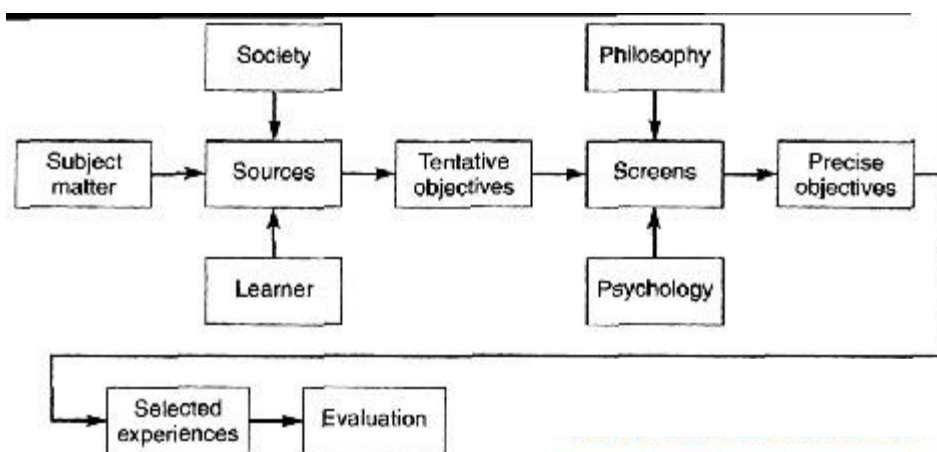 Society
Philosophy
Subject
matter
Sources
Tentative
objectives
Screens
Precise
objectives
Learner
Psychology
Selected
experiences
Evaluation